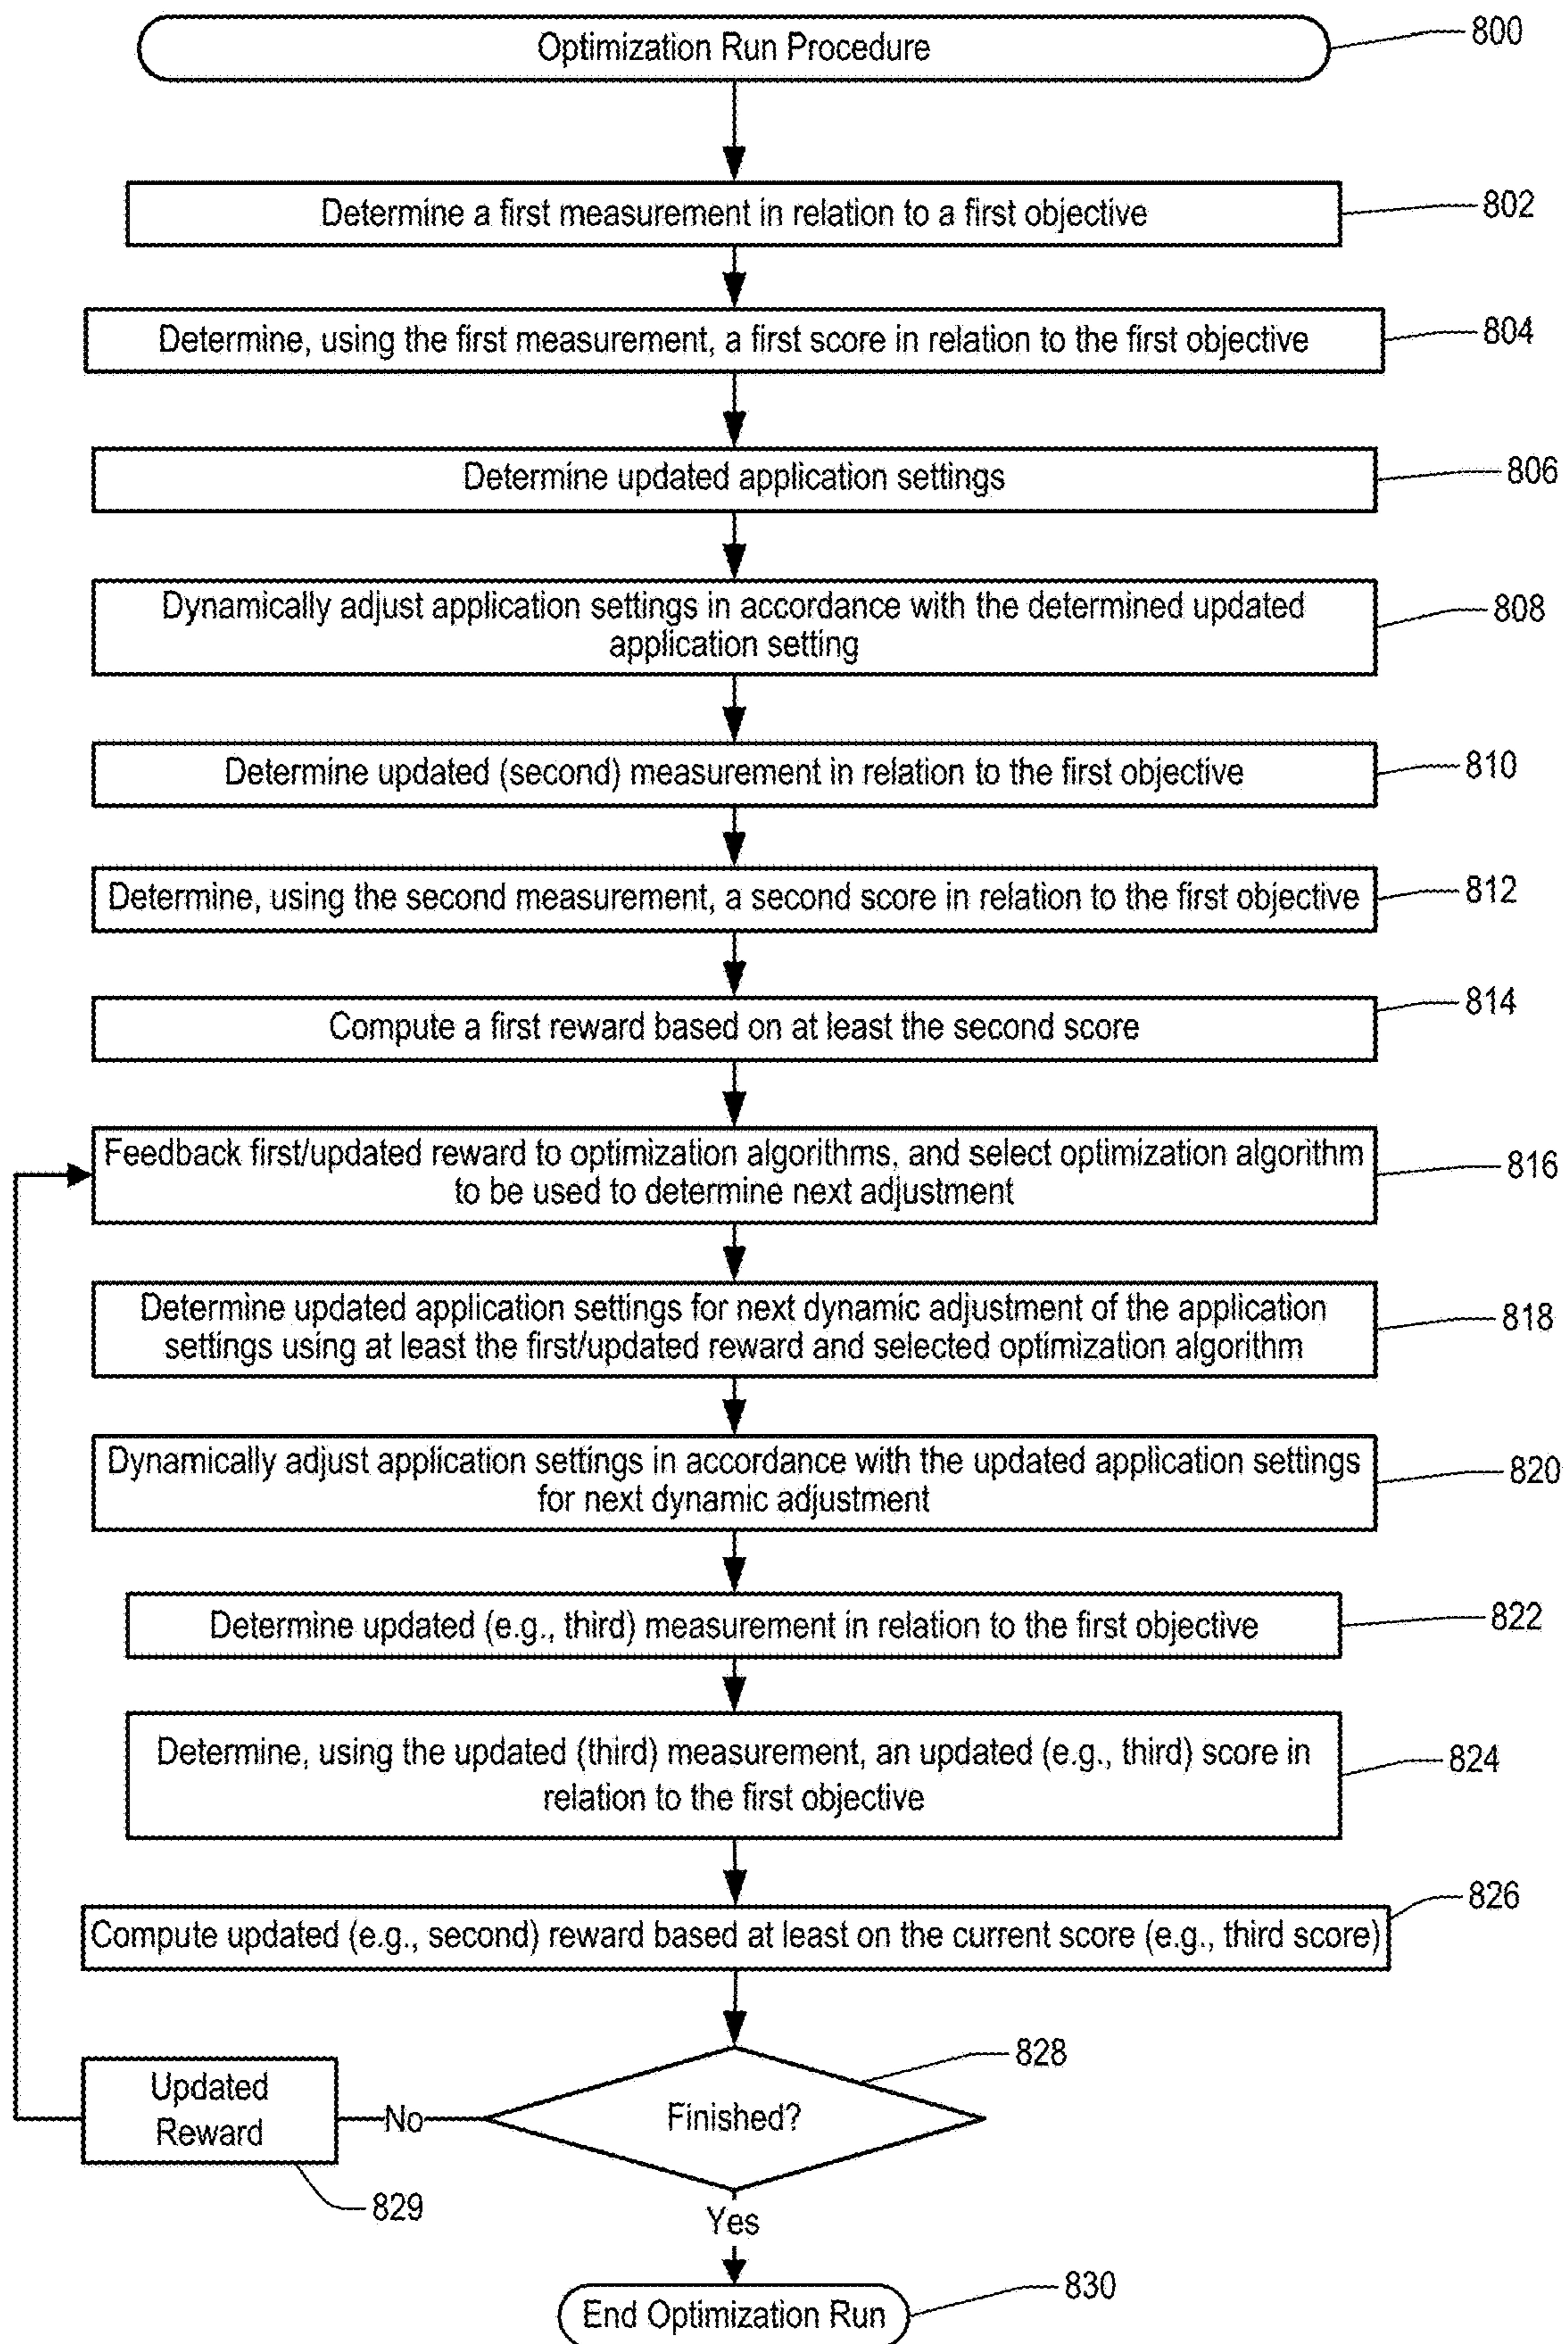 Optimization Run Procedure
800
Determine a first measurement in relation to a first objective
802
Determine, using the first measurement, a first score in relation to the first objective
804
Determine updated application settings
806
Dynamically adjust application settings in accordance with the determined updated
application setting
808
Determine updated (second) measurement in relation to the first objective
810
Determine, using the second measurement, a second score in relation to the first objective
812
Compute a first reward based on at least the second score
814
Feedback first/updated reward to optimization algorithms, and select optimization algorithm
to be used to determine next adjustment
816
Determine updated application settings for next dynamic adjustment of the application
settings using at least the first/updated reward and selected optimization algorithm
818
Dynamically adjust application settings in accordance with the updated application settings
for next dynamic adjustment
820
Determine updated (e.g., third) measurement in relation to the first objective
822
Determine, using the updated (third) measurement, an updated (e.g., third) score in
relation to the first objective
824
Compute updated (e.g., second) reward based at least on the current score (e.g., third score)
826
Finished?
828
No
Updated
Reward
829
Yes
End Optimization Run
830